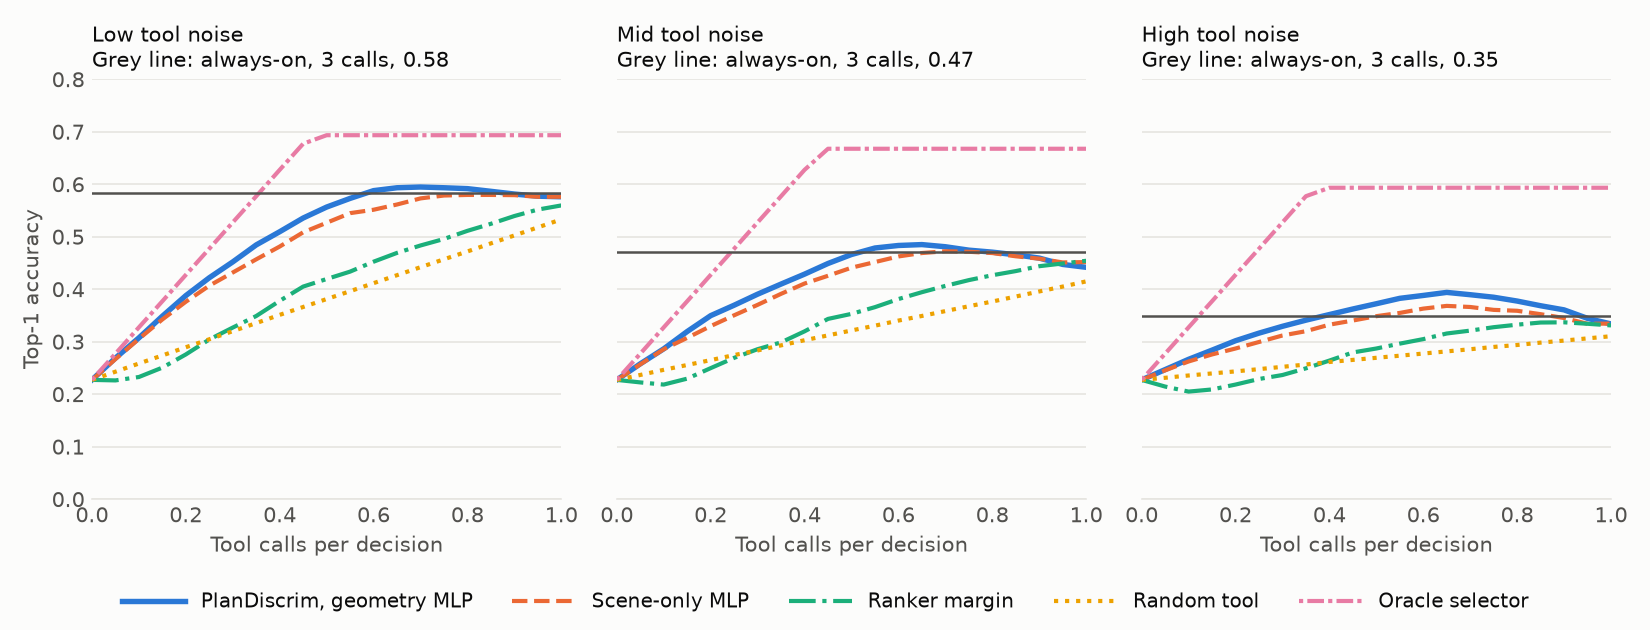 Low tool noise
Grey line: always-on, 3 calls, 0.58
Mid tool noise
Grey line: always-on, 3 calls, 0.47
High tool noise
Grey line: always-on, 3 calls, 0.35
Top-1 accuracy
0.8
0.7
0.6
0.5
0.4
0.3
0.2
0.1
0.0
0.0 0.2 0.4 0.6 0.8 1.0
0.0 0.2 0.4 0.6 0.8 1.0
0.0 0.2 0.4 0.6 0.8 1.0
Tool calls per decision
Tool calls per decision
Tool calls per decision
PlanDiscrim, geometry MLP
Scene-only MLP
Ranker margin
Random tool
Oracle selector